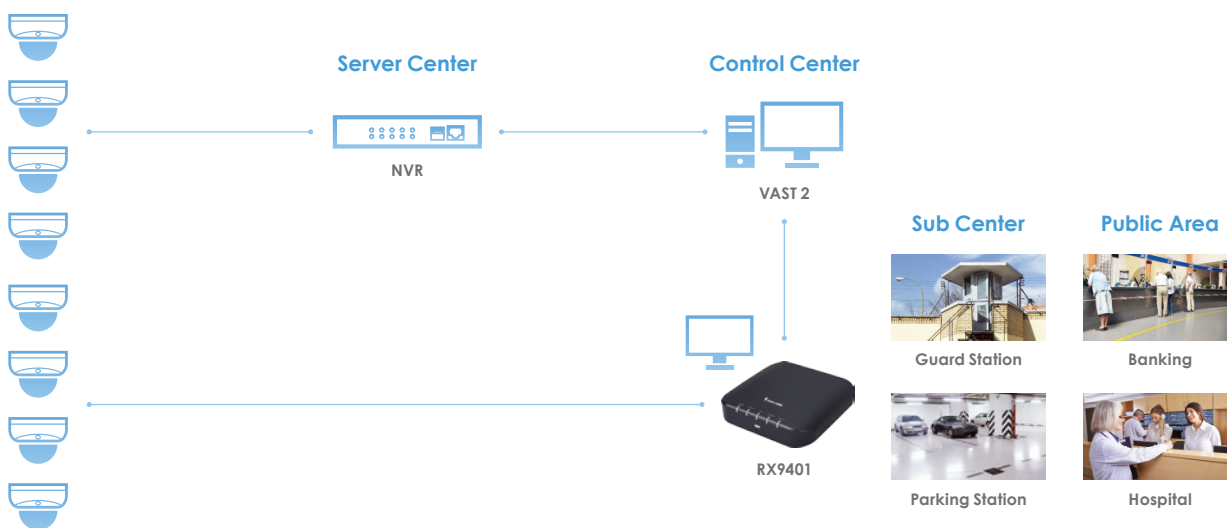 Server Center
Control Center
NVR
VAST 2
Sub Center
Public Area
Guard Station
Banking
RX9401
Parking Station
Hospital